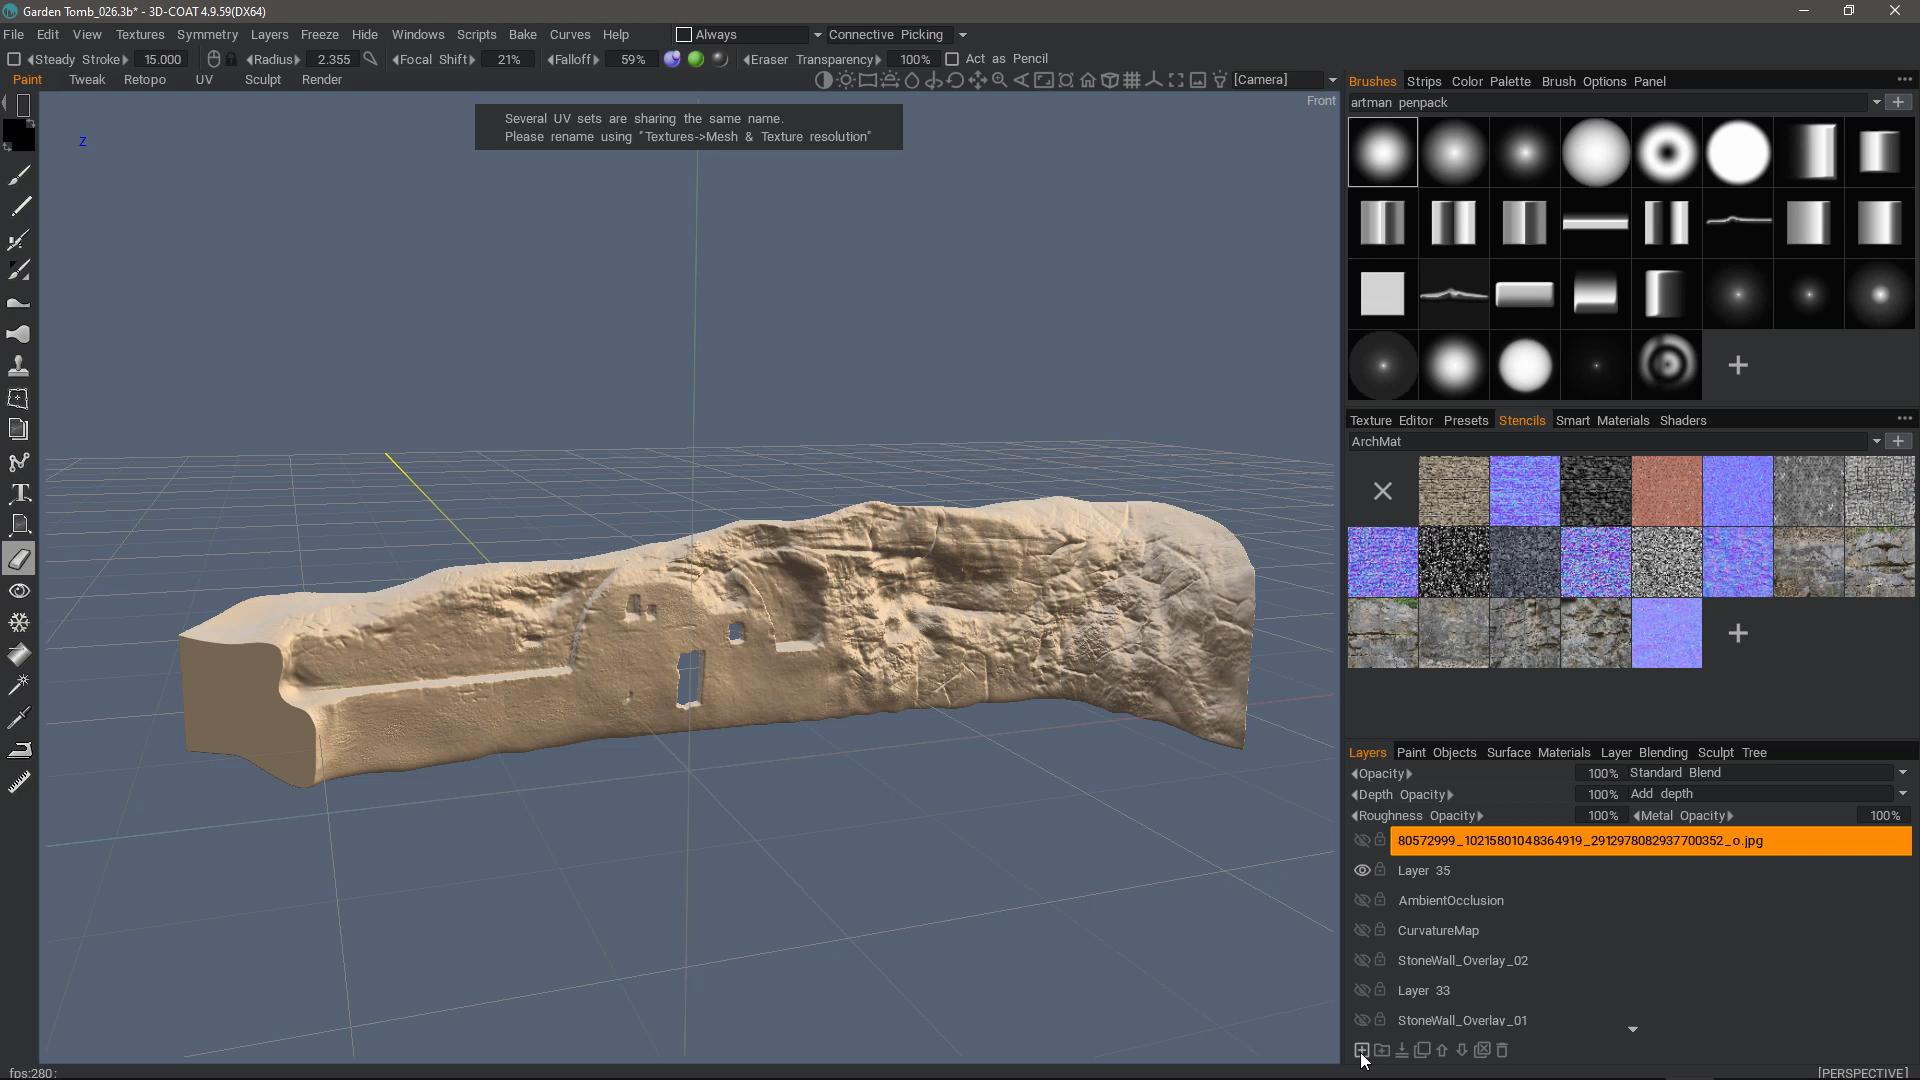 Garden Tomb_026.3b* - 3D-COAT 4.9.59(DX64)
File Edit View Textures Symmetry Layers Freeze Hide Windows Scripts Bake Curves Help Always Connective Picking
Steady Stroke 15.000 Radius 2.355 Focal Shift 21% Falloff 59% Eraser Transparency 100% Act as Pencil
Paint Tweak Retopo UV Sculpt Render [Camera]
Front
Several UV sets are sharing the same name.
Please rename using "Textures->Mesh & Texture resolution"
Z
Brushes Strips Color Palette Brush Options Panel
artman penpack
Texture Editor Presets Stencils Smart Materials Shaders
ArchMat
Layers Paint Objects Surface Materials Layer Blending Sculpt Tree
Opacity 100% Standard Blend
Depth Opacity 100% Add depth
Roughness Opacity 100% Metal Opacity 100%
80572999_10215801048364919_2912978082937700352_o.jpg
Layer 35
AmbientOcclusion
CurvatureMap
StoneWall_Overlay_02
Layer 33
StoneWall_Overlay_01
fps:280:
[PERSPECTIVE]